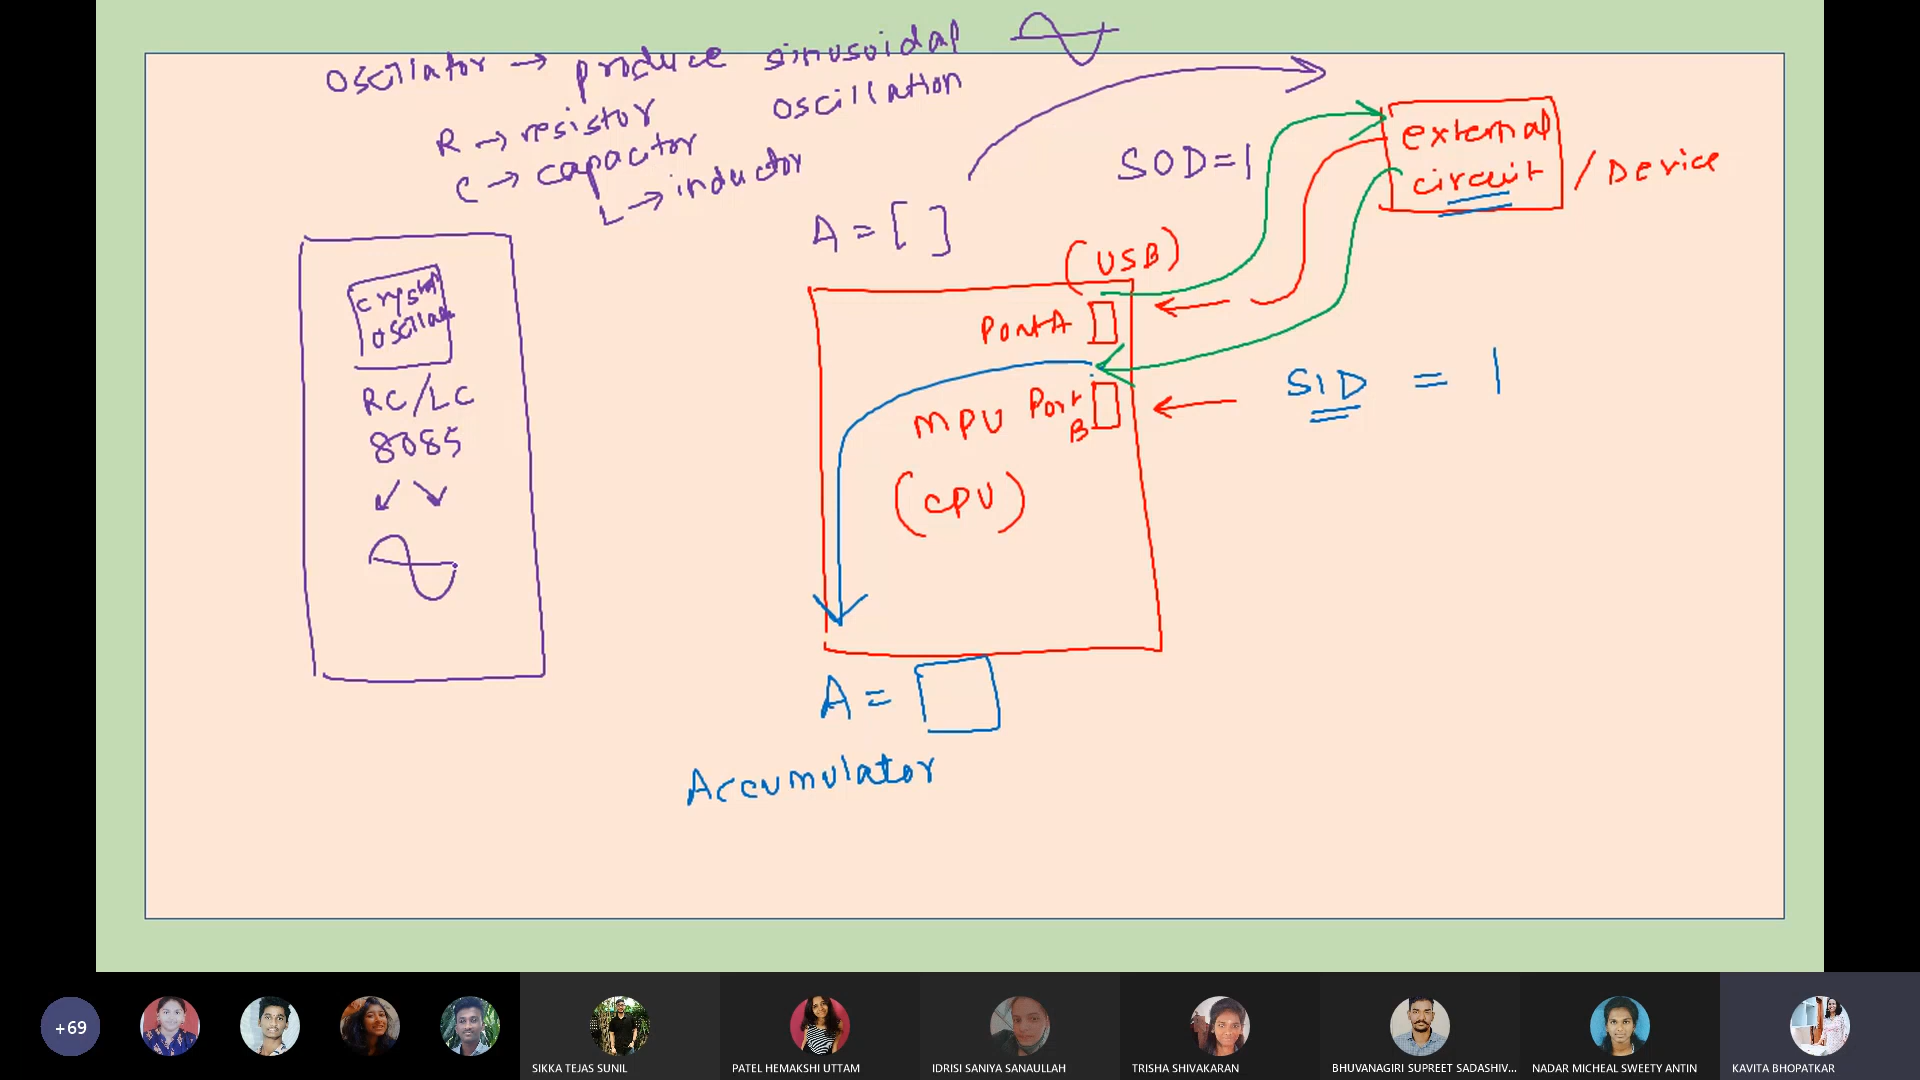 oscillator → produce sinusoidal
oscillation
R → resistor
C → capacitor
L → inductor
A = [ ]
SOD=1
external
circuit / Device
(USB)
Port A
MPU Port
B
(CPU)
SID = 1
crystal
oscillator
RC/LC
8085
A =
Accumulator
+69
SIKKA TEJAS SUNIL
PATEL HEMAKSHI UTTAM
IDRISI SANIYA SANAULLAH
TRISHA SHIVAKARAN
BHUVANAGIRI SUPREET SADASHIV...
NADAR MICHEAL SWEETY ANTIN
KAVITA BHOPATKAR